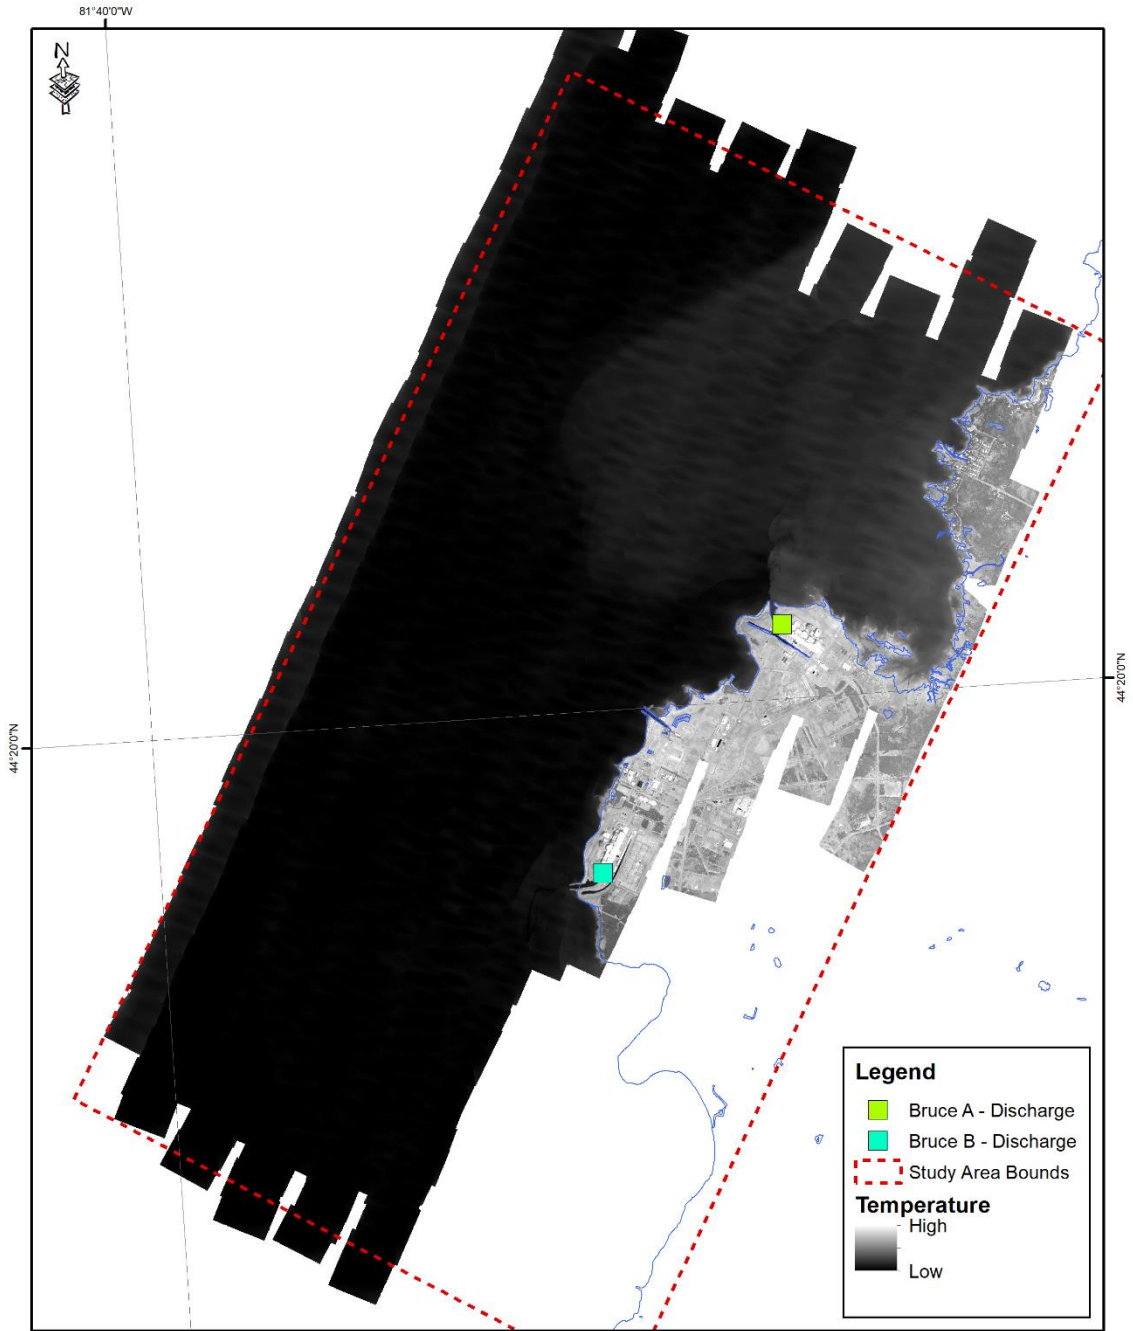 81°40'0"W
N
44°20'0"N
44°20'0"N
Legend
Bruce A - Discharge
Bruce B - Discharge
Study Area Bounds
Temperature
High
Low